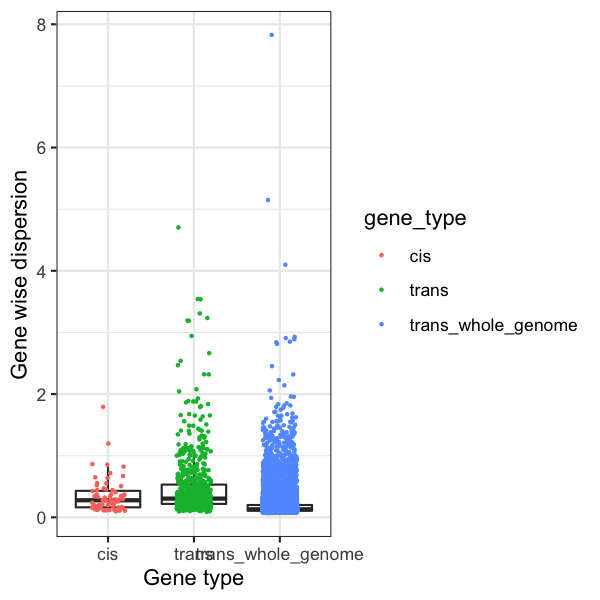 8
6
4
2
0
Gene wise dispersion
cis
trans
trans_whole_genome
Gene type
gene_type
cis
trans
trans_whole_genome